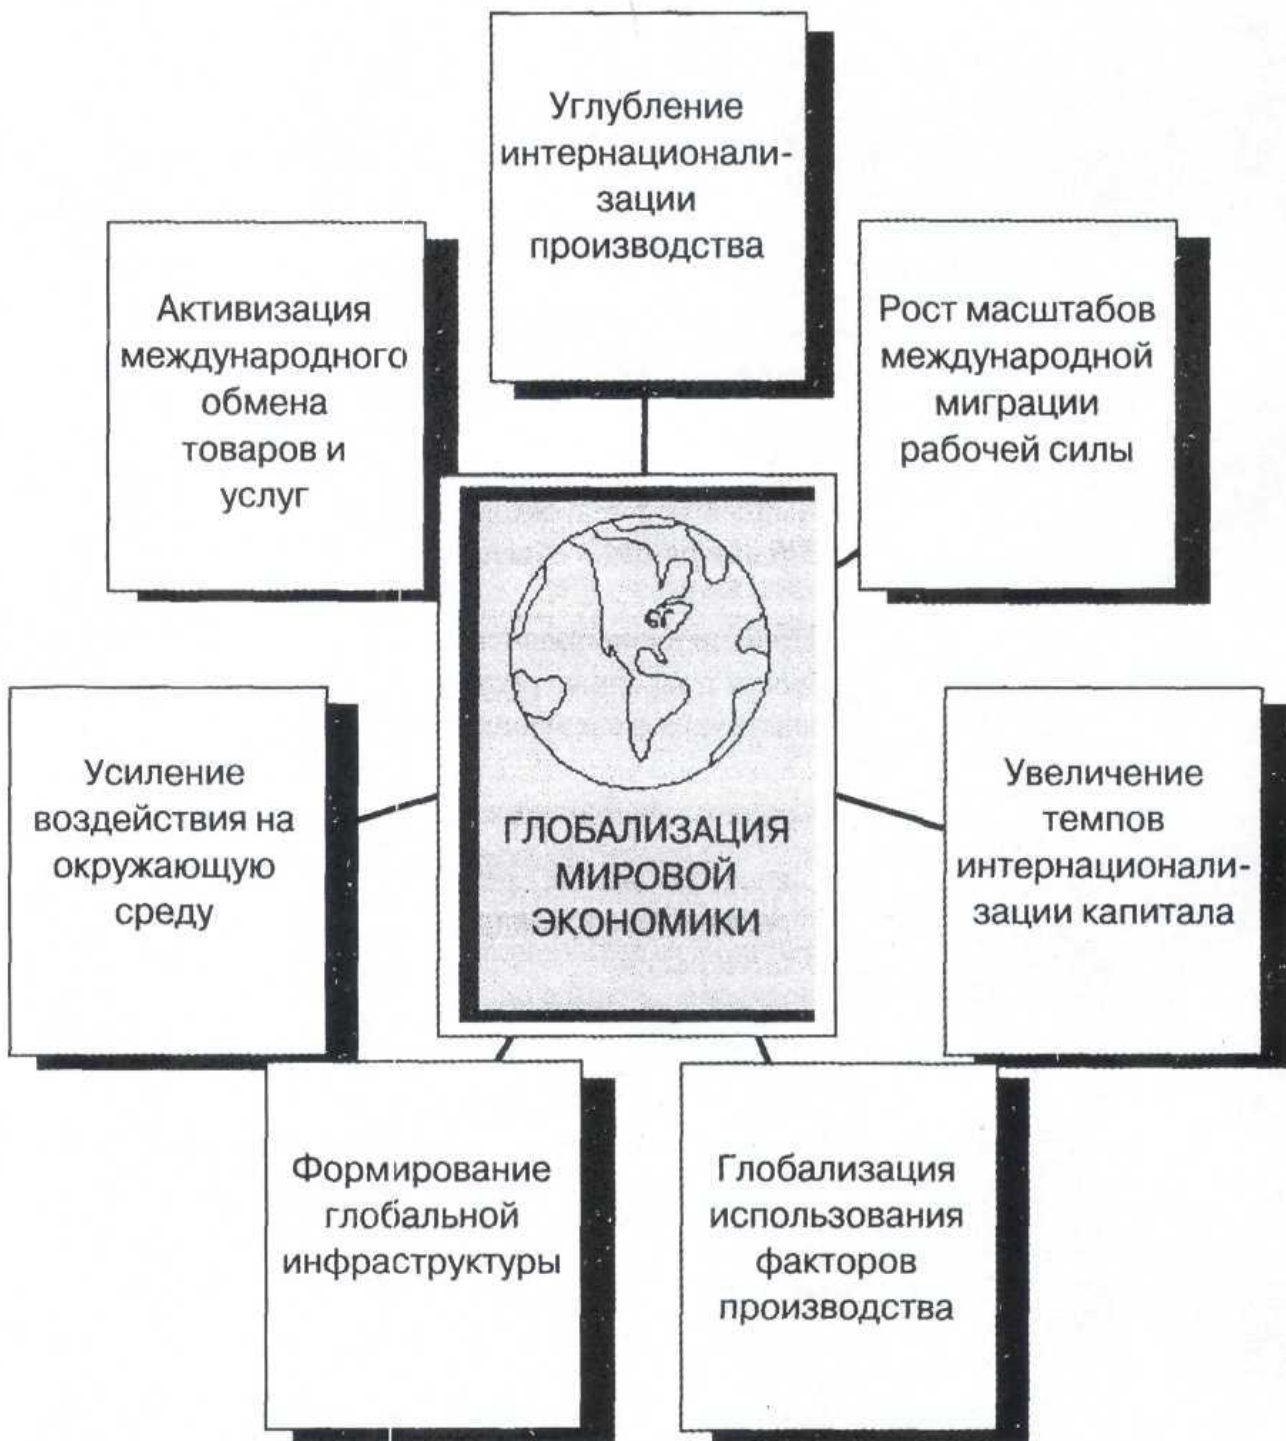 Углубление
интернационали-
зации
производства
Активизация
международного
обмена
товаров и
услуг
Рост масштабов
международной
миграции
рабочей силы
ГЛОБАЛИЗАЦИЯ
МИРОВОЙ
ЭКОНОМИКИ
Усиление
воздействия на
окружающую
среду
Увеличение
темпов
интернационали-
зации капитала
Формирование
глобальной
инфраструктуры
Глобализация
использования
факторов
производства